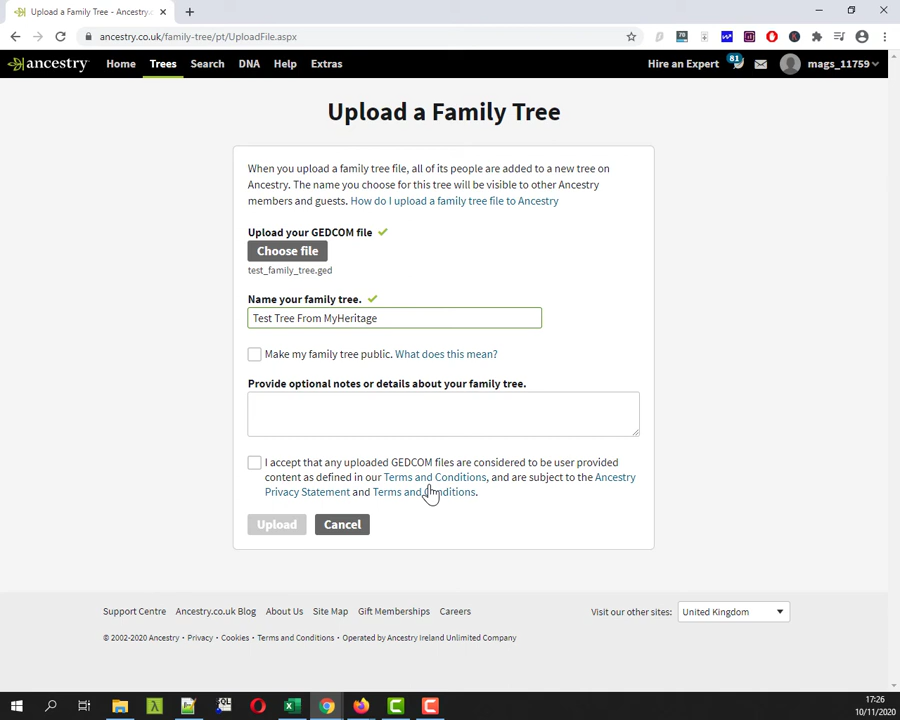 Upload a Family Tree - Ancestry.
ancestry.co.uk/family-tree/pt/UploadFile.aspx
ancestry Home Trees Search DNA Help Extras Hire an Expert 81 mags_11759
Upload a Family Tree
When you upload a family tree file, all of its people are added to a new tree on
Ancestry. The name you choose for this tree will be visible to other Ancestry
members and guests. How do I upload a family tree file to Ancestry
Upload your GEDCOM file
Choose file
test_family_tree.ged
Name your family tree.
Test Tree From MyHeritage
Make my family tree public. What does this mean?
Provide optional notes or details about your family tree.
I accept that any uploaded GEDCOM files are considered to be user provided
content as defined in our Terms and Conditions, and are subject to the Ancestry
Privacy Statement and Terms and Conditions.
Upload Cancel
Support Centre Ancestry.co.uk Blog About Us Site Map Gift Memberships Careers Visit our other sites: United Kingdom
© 2002-2020 Ancestry • Privacy • Cookies • Terms and Conditions • Operated by Ancestry Ireland Unlimited Company
17:26
10/11/2020